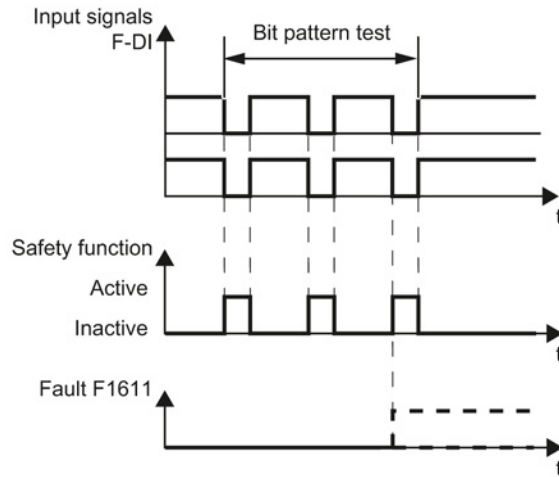 Input signals
F-DI
Bit pattern test
t
Safety function
Active
Inactive
t
Fault F1611
t